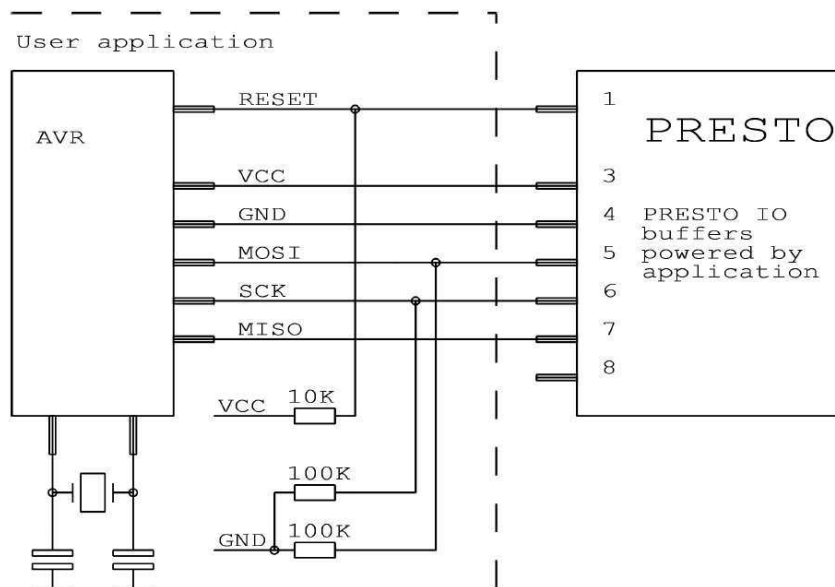 User application
AVR
RESET
VCC
GND
MOSI
SCK
MISO
1
3
4
5
6
7
8
PRESTO
PRESTO IO
buffers
powered by
application
VCC
10K
100K
GND
100K